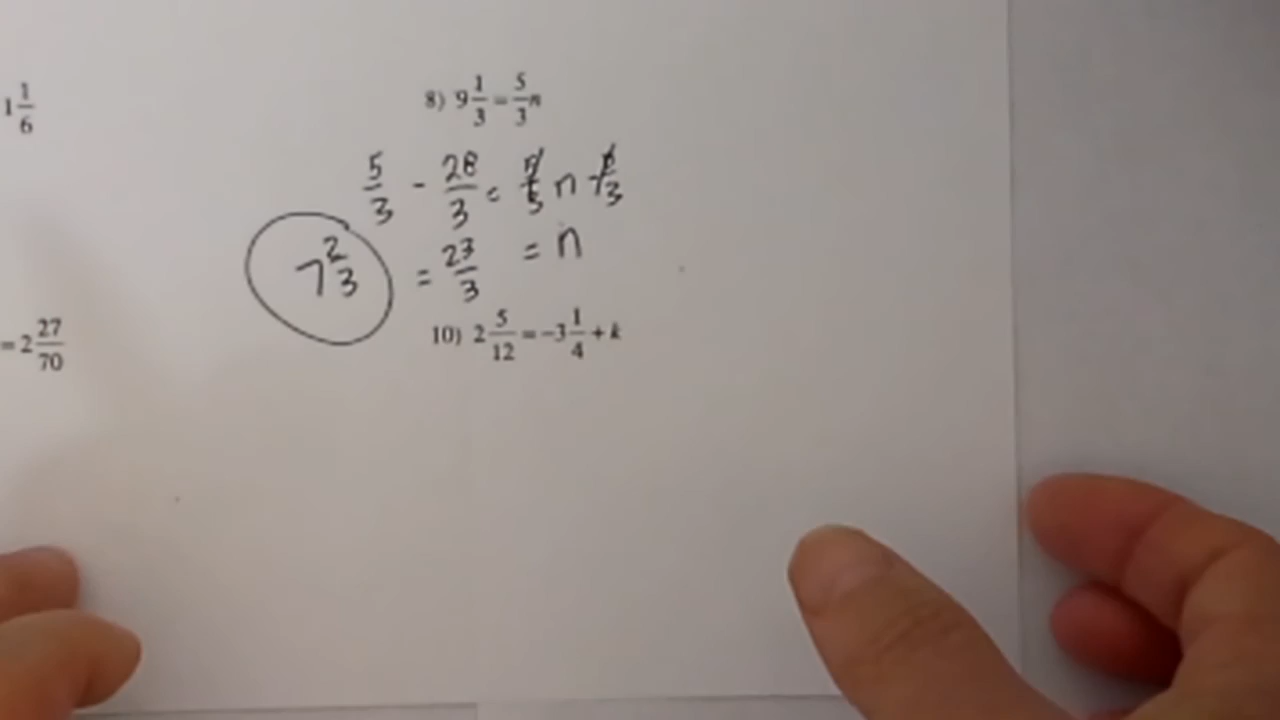 1 1/6
8) 9 1/3 = 5/3 n
5/3 - 28/3 = 5/3 n - 5/3
7 2/3 = 23/3 = n
= 2 27/70
10) 2 5/12 = -3 1/4 + k